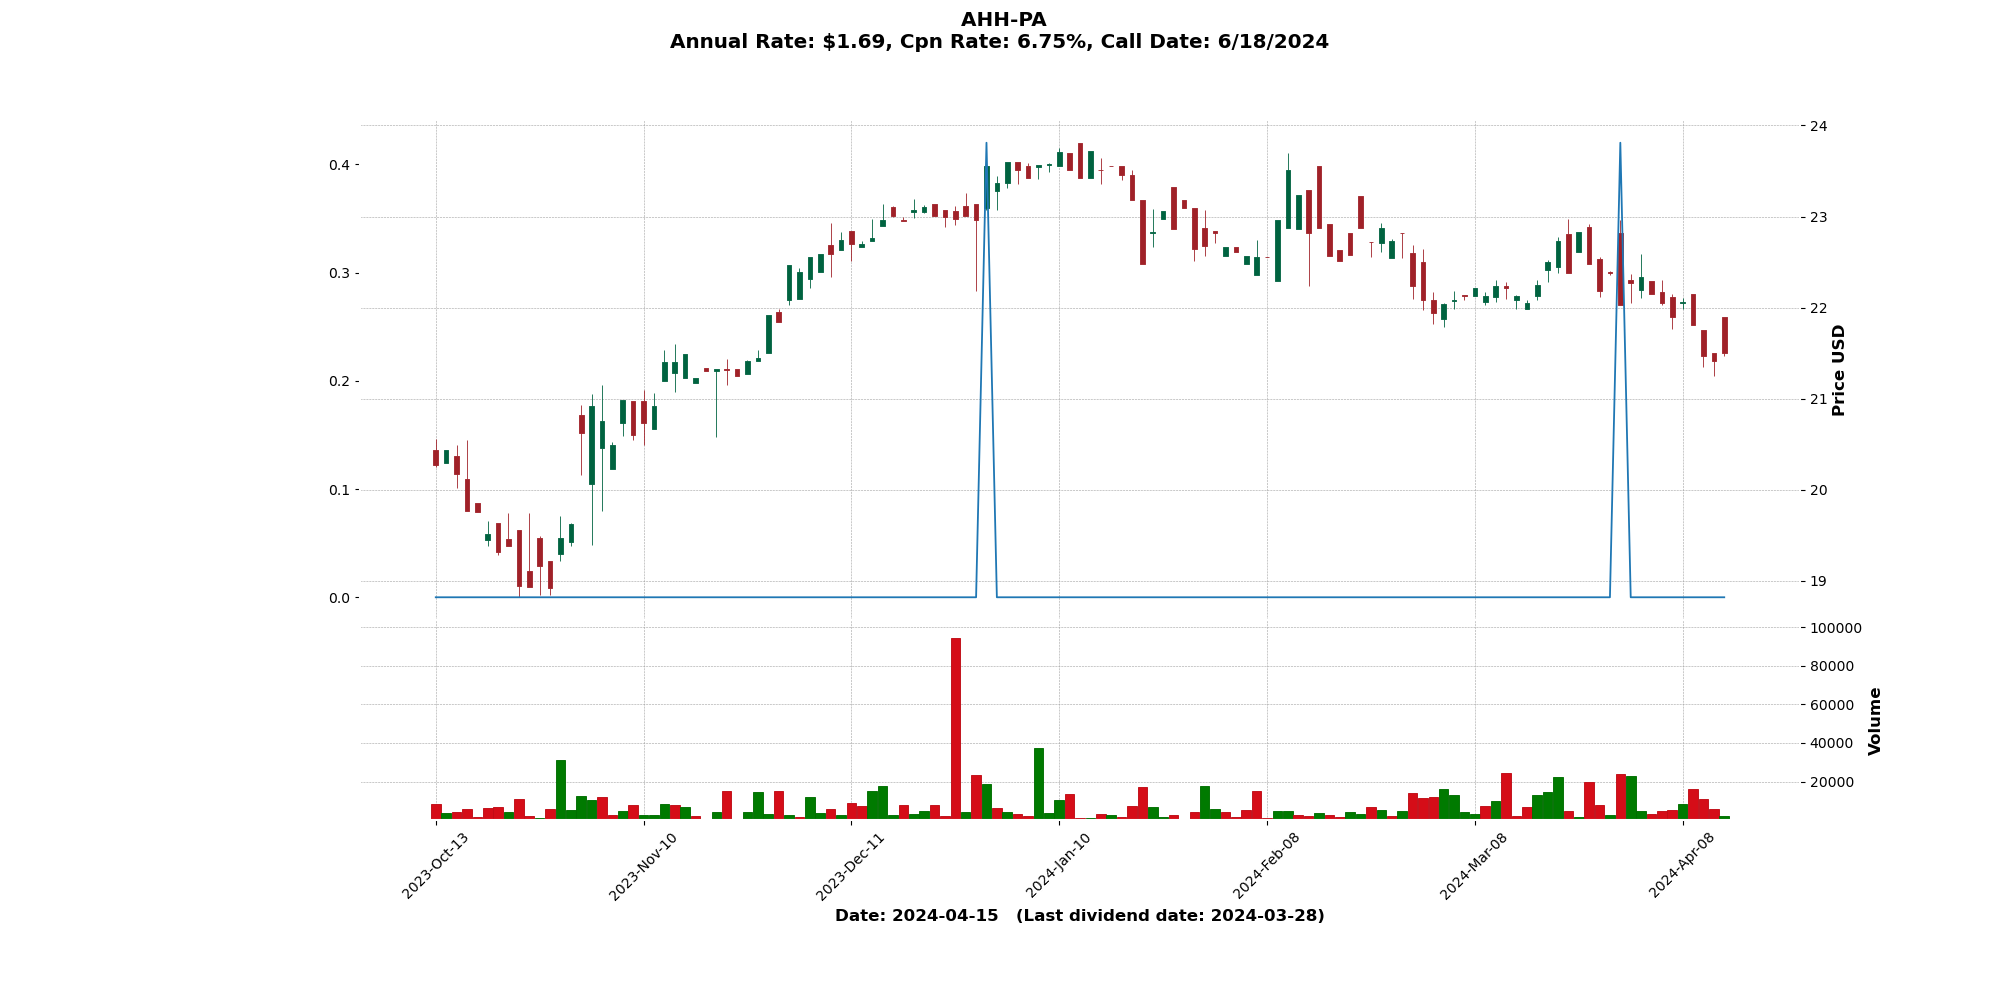 AHH-PA
Annual Rate: $1.69, Cpn Rate: 6.75%, Call Date: 6/18/2024
0.4
0.3
0.2
0.1
0.0
24
23
22
21
20
19
Price USD
100000
80000
60000
40000
20000
Volume
2023-Oct-13
2023-Nov-10
2023-Dec-11
2024-Jan-10
2024-Feb-08
2024-Mar-08
2024-Apr-08
Date: 2024-04-15 (Last dividend date: 2024-03-28)